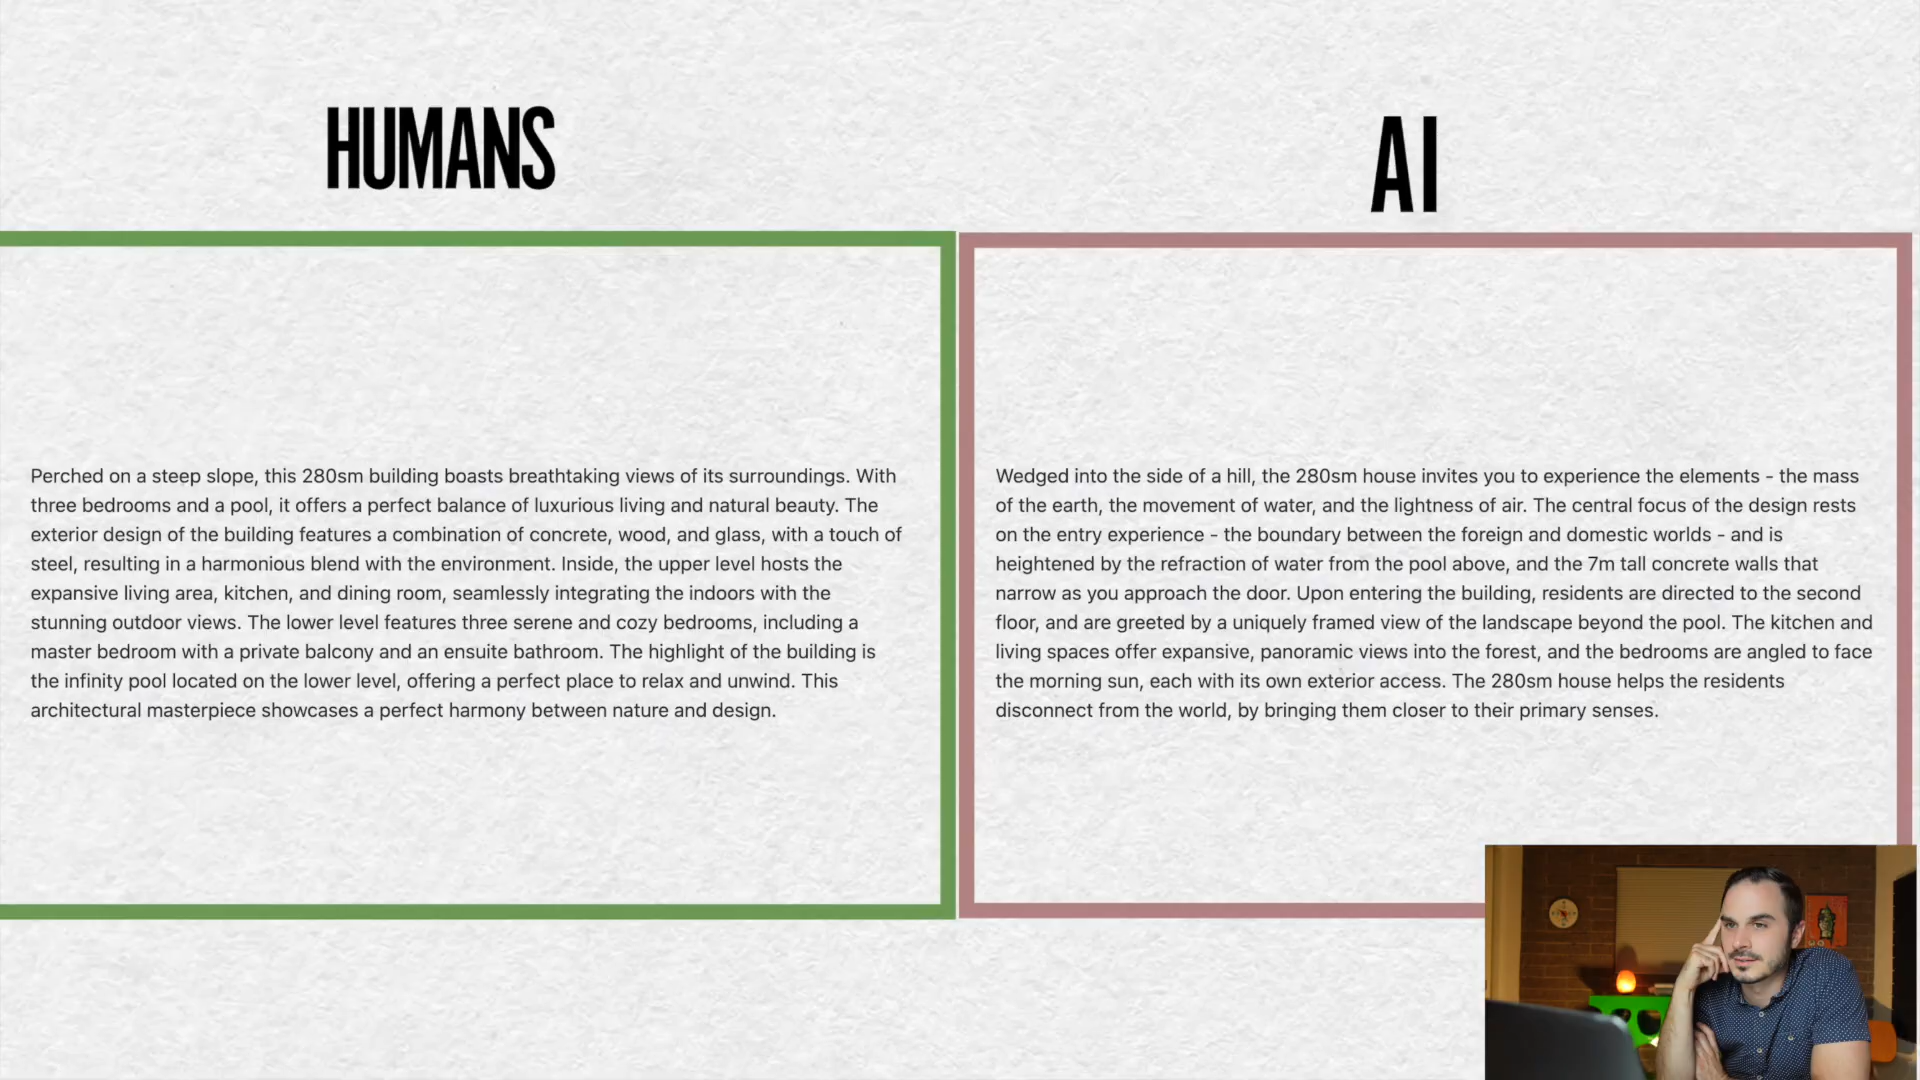 HUMANS
AI
Perched on a steep slope, this 280sm building boasts breathtaking views of its surroundings. With
three bedrooms and a pool, it offers a perfect balance of luxurious living and natural beauty. The
exterior design of the building features a combination of concrete, wood, and glass, with a touch of
steel, resulting in a harmonious blend with the environment. Inside, the upper level hosts the
expansive living area, kitchen, and dining room, seamlessly integrating the indoors with the
stunning outdoor views. The lower level features three serene and cozy bedrooms, including a
master bedroom with a private balcony and an ensuite bathroom. The highlight of the building is
the infinity pool located on the lower level, offering a perfect place to relax and unwind. This
architectural masterpiece showcases a perfect harmony between nature and design.
Wedged into the side of a hill, the 280sm house invites you to experience the elements - the mass
of the earth, the movement of water, and the lightness of air. The central focus of the design rests
on the entry experience - the boundary between the foreign and domestic worlds - and is
heightened by the refraction of water from the pool above, and the 7m tall concrete walls that
narrow as you approach the door. Upon entering the building, residents are directed to the second
floor, and are greeted by a uniquely framed view of the landscape beyond the pool. The kitchen and
living spaces offer expansive, panoramic views into the forest, and the bedrooms are angled to face
the morning sun, each with its own exterior access. The 280sm house helps the residents
disconnect from the world, by bringing them closer to their primary senses.